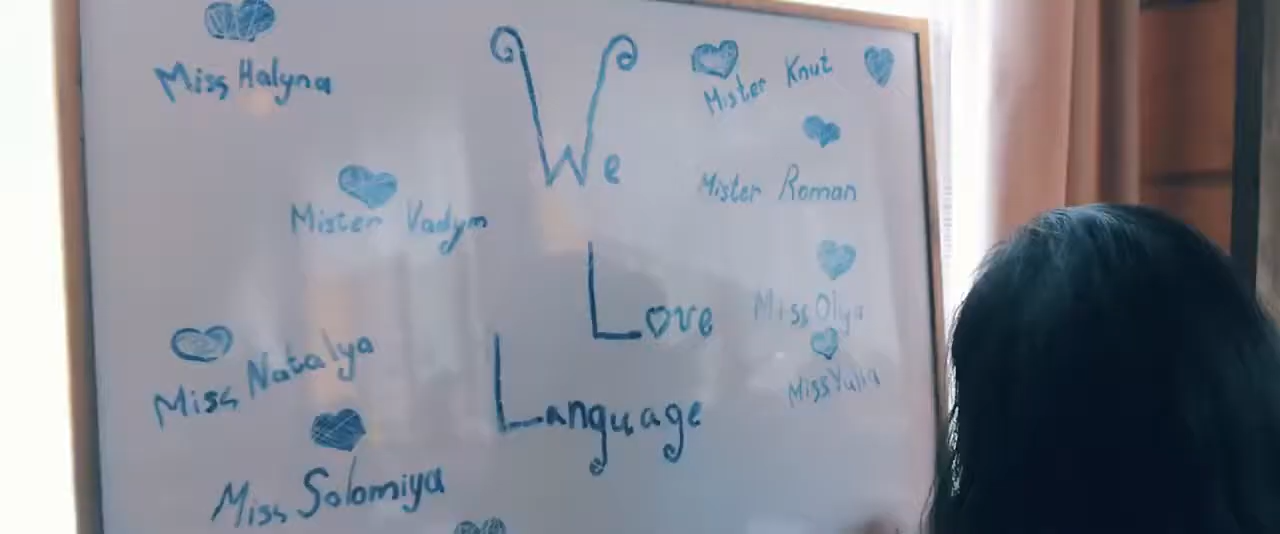 Miss Halyna
Mister Vadym
Miss Natalya
Miss Solomiya
We
Love
Language
Mister Knut
Mister Roman
Miss Olya
Miss Yulia